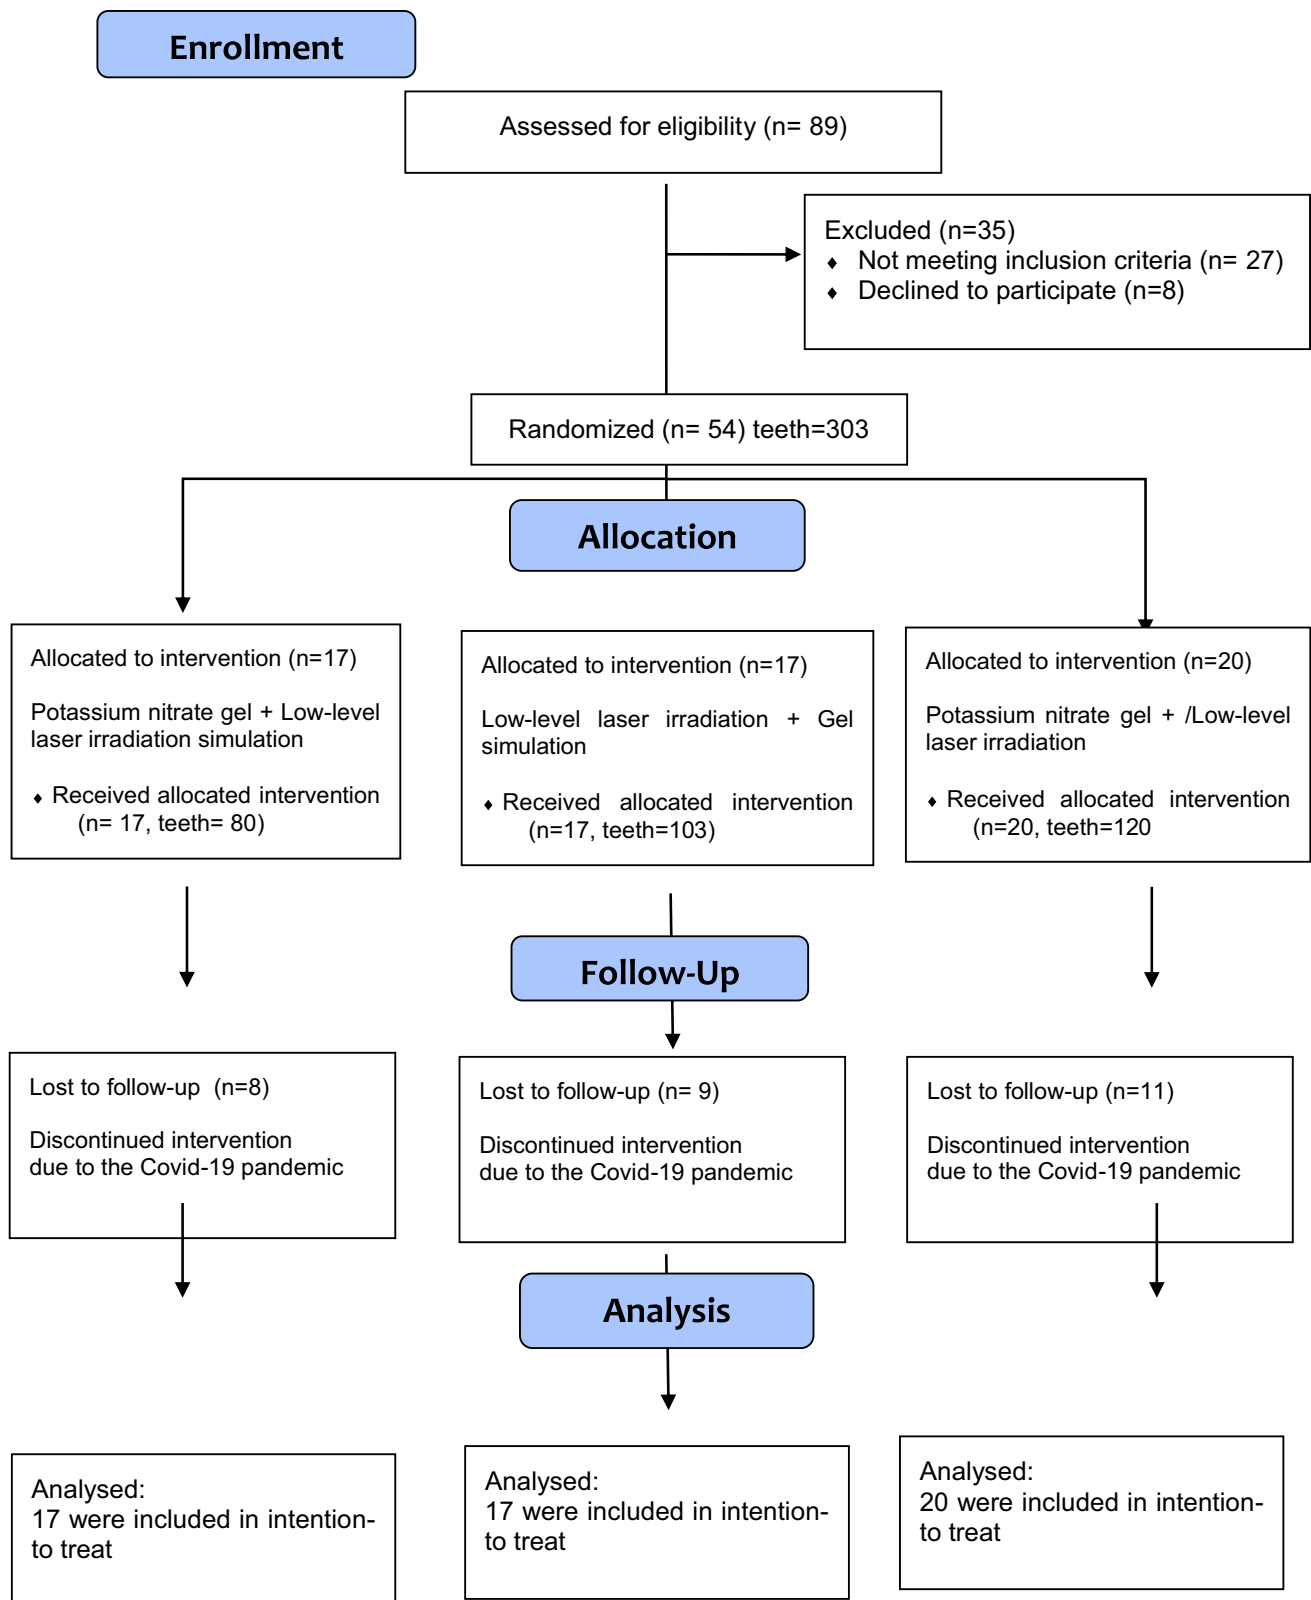 Enrollment
Assessed for eligibility (n= 89)
Excluded (n=35)
♦ Not meeting inclusion criteria (n= 27)
♦ Declined to participate (n=8)
Randomized (n= 54) teeth=303
Allocation
Allocated to intervention (n=17)
Potassium nitrate gel + Low-level
laser irradiation simulation
♦ Received allocated intervention
(n= 17, teeth= 80)
Allocated to intervention (n=17)
Low-level laser irradiation + Gel
simulation
♦ Received allocated intervention
(n=17, teeth=103)
Allocated to intervention (n=20)
Potassium nitrate gel + /Low-level
laser irradiation
♦ Received allocated intervention
(n=20, teeth=120
Follow-Up
Lost to follow-up (n=8)
Discontinued intervention
due to the Covid-19 pandemic
Lost to follow-up (n= 9)
Discontinued intervention
due to the Covid-19 pandemic
Lost to follow-up (n=11)
Discontinued intervention
due to the Covid-19 pandemic
Analysis
Analysed:
17 were included in intention-
to treat
Analysed:
17 were included in intention-
to treat
Analysed:
20 were included in intention-
to treat